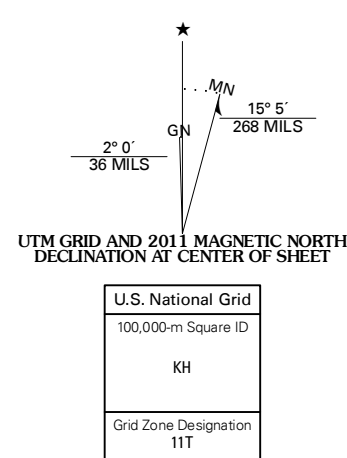 ★
MN
15° 5´
268 MILS
GN
2° 0´
36 MILS
UTM GRID AND 2011 MAGNETIC NORTH
DECLINATION AT CENTER OF SHEET
U.S. National Grid
100,000-m Square ID
KH
Grid Zone Designation
11T